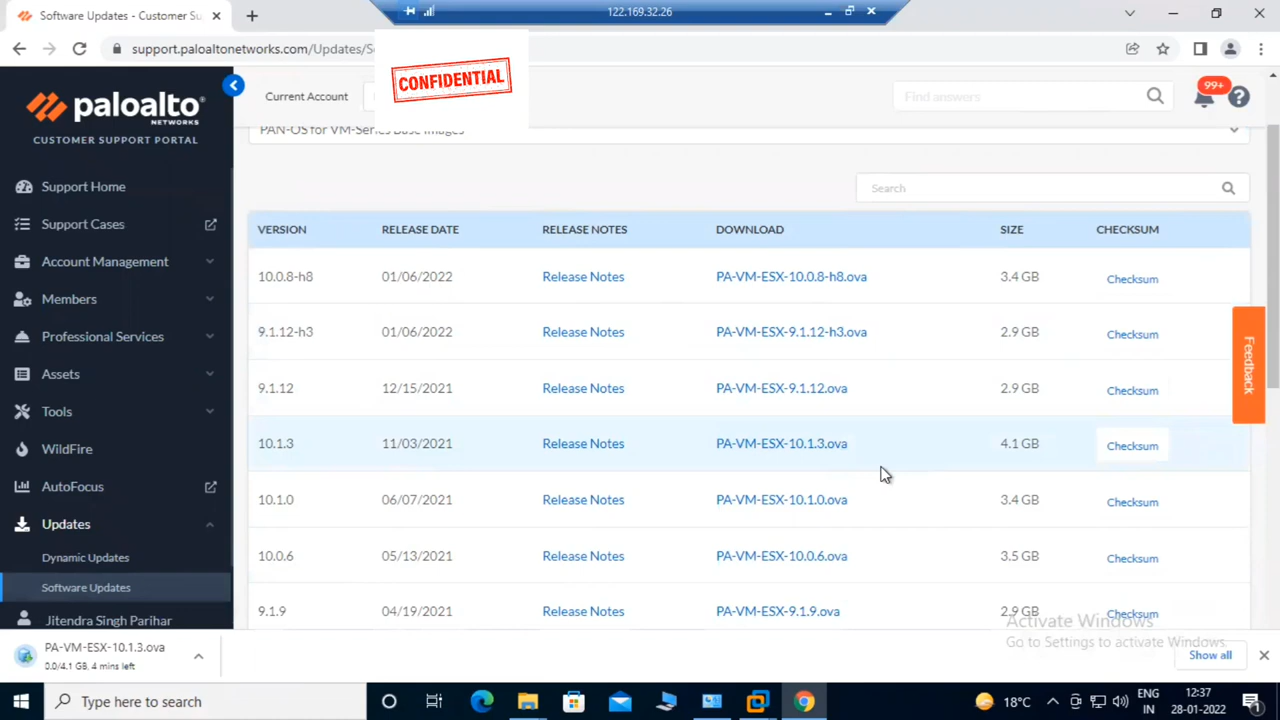 Software Updates - Customer Su
122.169.32.26
support.paloaltonetworks.com/Updates/S
CONFIDENTIAL
paloalto
NETWORKS
CUSTOMER SUPPORT PORTAL
Current Account
Find answers
99+
PAN-OS for VM-Series Base Images
Search
Support Home
Support Cases
Account Management
Members
Professional Services
Assets
Tools
WildFire
AutoFocus
Updates
Dynamic Updates
Software Updates
Jitendra Singh Parihar
VERSION RELEASE DATE RELEASE NOTES DOWNLOAD SIZE CHECKSUM
10.0.8-h8 01/06/2022 Release Notes PA-VM-ESX-10.0.8-h8.ova 3.4 GB Checksum
9.1.12-h3 01/06/2022 Release Notes PA-VM-ESX-9.1.12-h3.ova 2.9 GB Checksum
9.1.12 12/15/2021 Release Notes PA-VM-ESX-9.1.12.ova 2.9 GB Checksum
10.1.3 11/03/2021 Release Notes PA-VM-ESX-10.1.3.ova 4.1 GB Checksum
10.1.0 06/07/2021 Release Notes PA-VM-ESX-10.1.0.ova 3.4 GB Checksum
10.0.6 05/13/2021 Release Notes PA-VM-ESX-10.0.6.ova 3.5 GB Checksum
9.1.9 04/19/2021 Release Notes PA-VM-ESX-9.1.9.ova 2.9 GB Checksum
Feedback
Activate Windows
Go to Settings to activate Windows.
PA-VM-ESX-10.1.3.ova
0.0/4.1 GB, 4 mins left
Show all
Type here to search
18°C
ENG
IN
12:37
28-01-2022
1